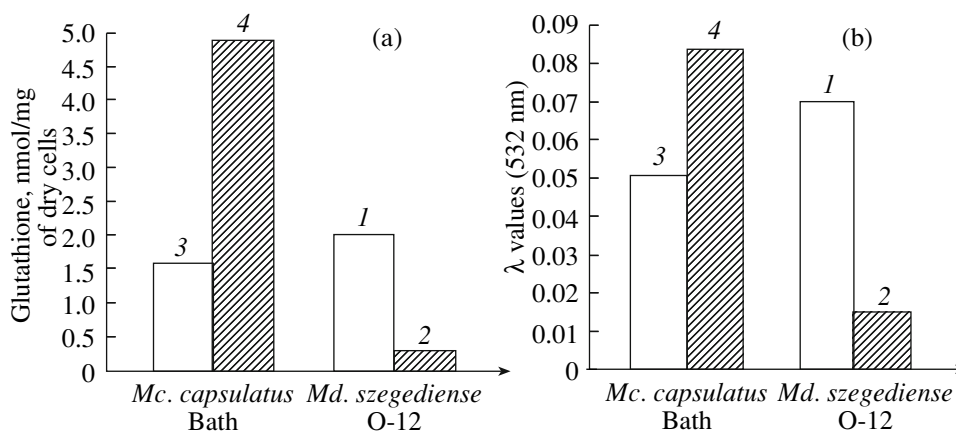 (a)
Glutathione, nmol/mg
of dry cells
5.0
4.5
4.0
3.5
3.0
2.5
2.0
1.5
1.0
0.5
0
3
4
1
2
Mc. capsulatus
Bath
Md. szegediense
O-12
(b)
λ values (532 nm)
0.09
0.08
0.07
0.06
0.05
0.04
0.03
0.02
0.01
0
3
4
1
2
Mc. capsulatus
Bath
Md. szegediense
O-12